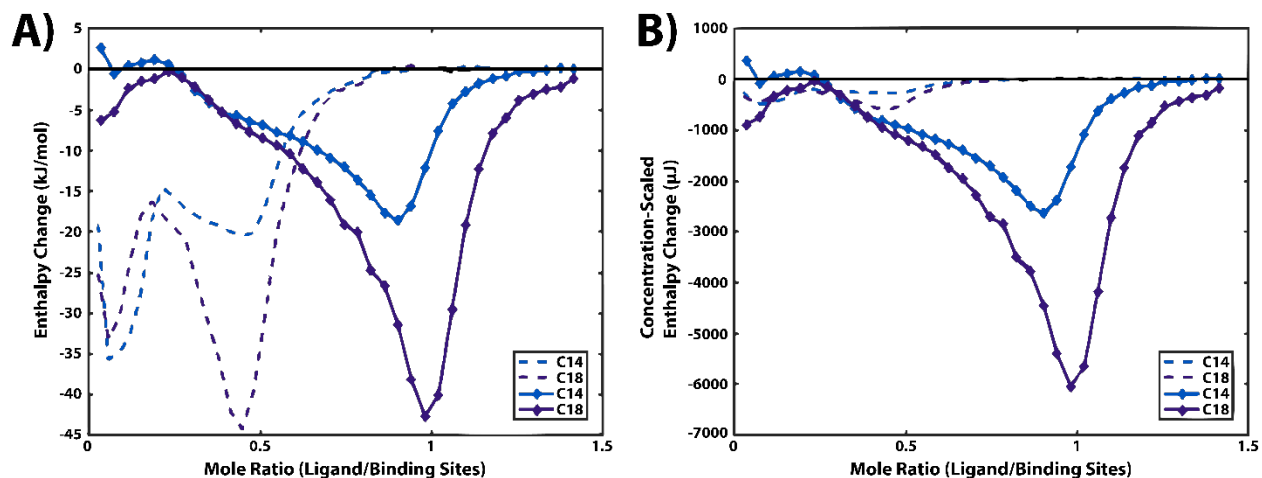 A)
Enthalpy Change (kJ/mol)
5
0
-5
-10
-15
-20
-25
-30
-35
-40
-45
0
0.5
1
1.5
Mole Ratio (Ligand/Binding Sites)
C14
C18
C14
C18
B)
Concentration-Scaled
Enthalpy Change (µJ)
1000
0
-1000
-2000
-3000
-4000
-5000
-6000
-7000
0
0.5
1
1.5
Mole Ratio (Ligand/Binding Sites)
C14
C18
C14
C18